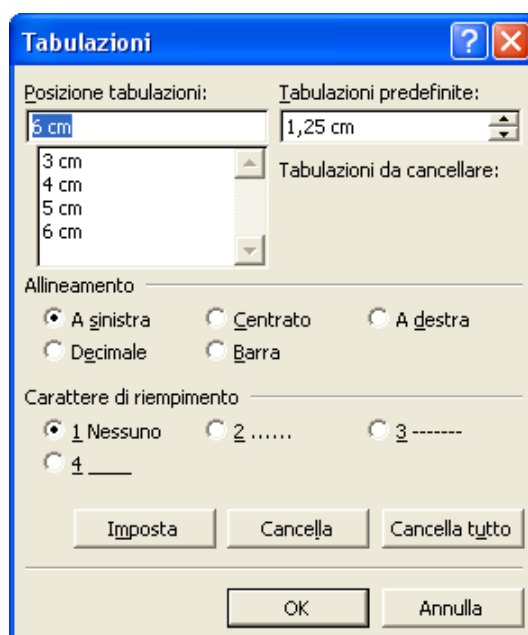 Tabulazioni
Posizione tabulazioni: Tabulazioni predefinite:
6 cm 1,25 cm
3 cm Tabulazioni da cancellare:
4 cm
5 cm
6 cm
Allineamento
A sinistra Centrato A destra
Decimale Barra
Carattere di riempimento
1 Nessuno 2 ...... 3 -------
4 ____
Imposta Cancella Cancella tutto
OK Annulla